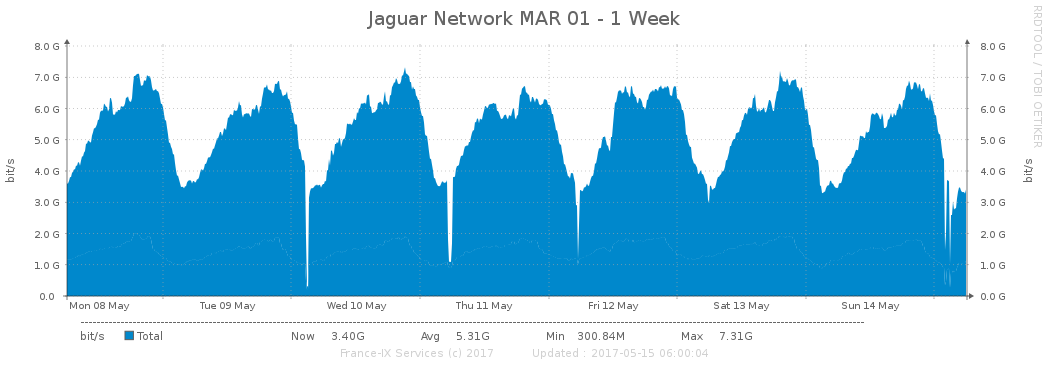 Jaguar Network MAR 01 - 1 Week
RRDTOOL / TOBI OETIKER
bit/s
8.0 G 8.0 G
7.0 G 7.0 G
6.0 G 6.0 G
5.0 G 5.0 G
4.0 G 4.0 G
3.0 G 3.0 G
2.0 G 2.0 G
1.0 G 1.0 G
0.0 0.0 G
bit/s
Mon 08 May Tue 09 May Wed 10 May Thu 11 May Fri 12 May Sat 13 May Sun 14 May
bit/s Total Now 3.40G Avg 5.31G Min 300.84M Max 7.31G
France-IX Services (c) 2017 Updated : 2017-05-15 06:00:04